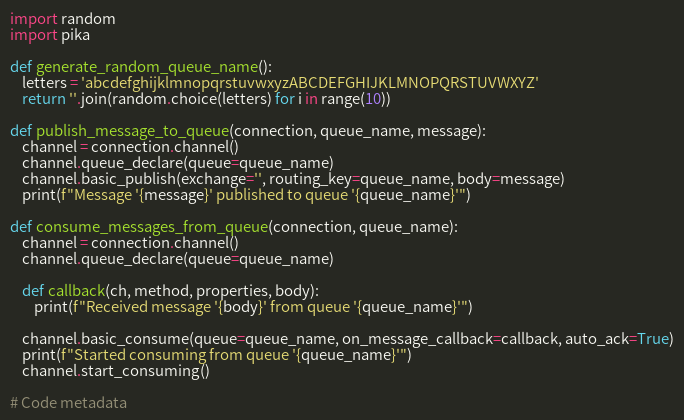 import random
import pika

def generate_random_queue_name():
    letters = 'abcdefghijklmnopqrstuvwxyzABCDEFGHIJKLMNOPQRSTUVWXYZ'
    return ''.join(random.choice(letters) for i in range(10))

def publish_message_to_queue(connection, queue_name, message):
    channel = connection.channel()
    channel.queue_declare(queue=queue_name)
    channel.basic_publish(exchange='', routing_key=queue_name, body=message)
    print(f"Message '{message}' published to queue '{queue_name}'")

def consume_messages_from_queue(connection, queue_name):
    channel = connection.channel()
    channel.queue_declare(queue=queue_name)

    def callback(ch, method, properties, body):
        print(f"Received message '{body}' from queue '{queue_name}'")

    channel.basic_consume(queue=queue_name, on_message_callback=callback, auto_ack=True)
    print(f"Started consuming from queue '{queue_name}'")
    channel.start_consuming()

# Code metadata